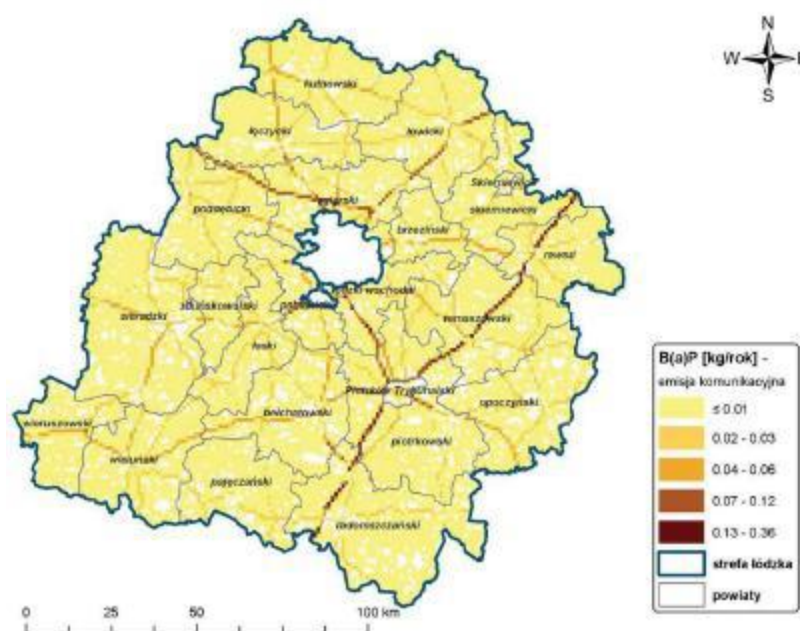 N
W
S
kutnowski
łęczycki
łowicki
poddębicki
zgierski
skierniewicki
brzeziński
rawski
sieradzki
zduńskowolski
łódzki wschodni
tomaszowski
łaski
Piotrków Trybunalski
opoczyński
bełchatowski
wieruszowski
wieluński
piotrkowski
pajęczański
radomszczański
B(a)P [kg/rok] -
emisja komunikacyjna
≤ 0.01
0.02 - 0.03
0.04 - 0.06
0.07 - 0.12
0.13 - 0.36
strefa łódzka
powiaty
0 25 50 100 km